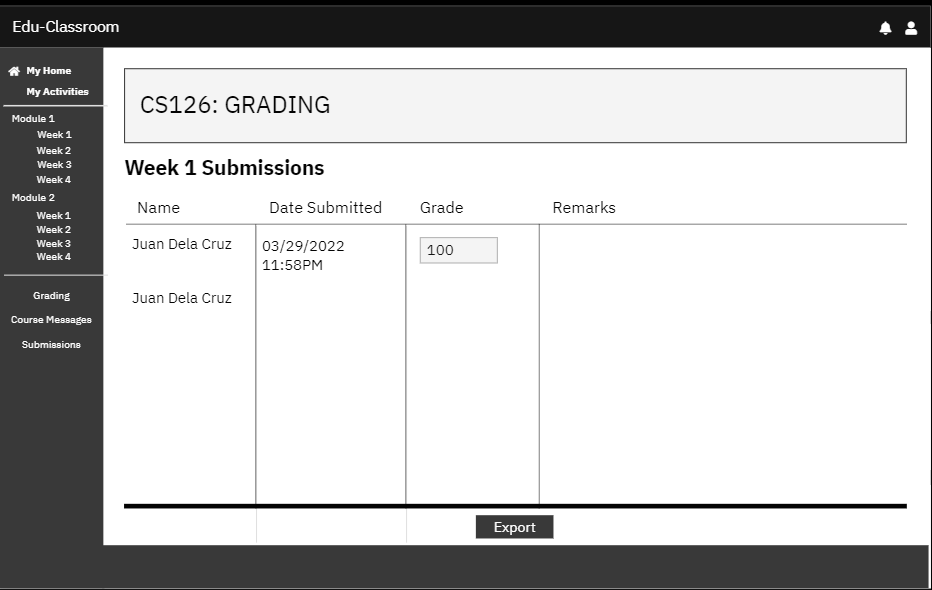 Edu-Classroom
My Home
My Activities
Module 1
Week 1
Week 2
Week 3
Week 4
Module 2
Week 1
Week 2
Week 3
Week 4
Grading
Course Messages
Submissions
CS126: GRADING
Week 1 Submissions
Name Date Submitted Grade Remarks
Juan Dela Cruz 03/29/2022 100
11:58PM
Juan Dela Cruz
Export